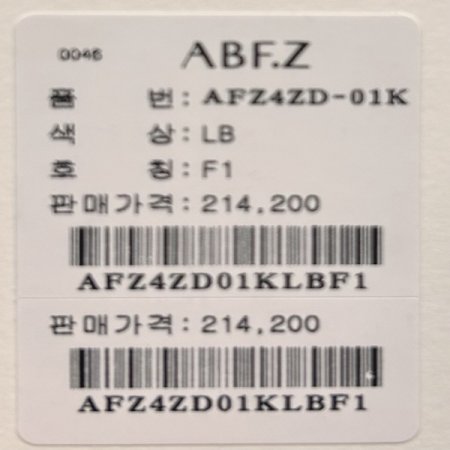 0046 ABF.Z
품 번: AFZ4ZD-01K
색 상: LB
호 칭: F1
판매가격: 214,200
AFZ4ZD01KLBF1
판매가격: 214,200
AFZ4ZD01KLBF1